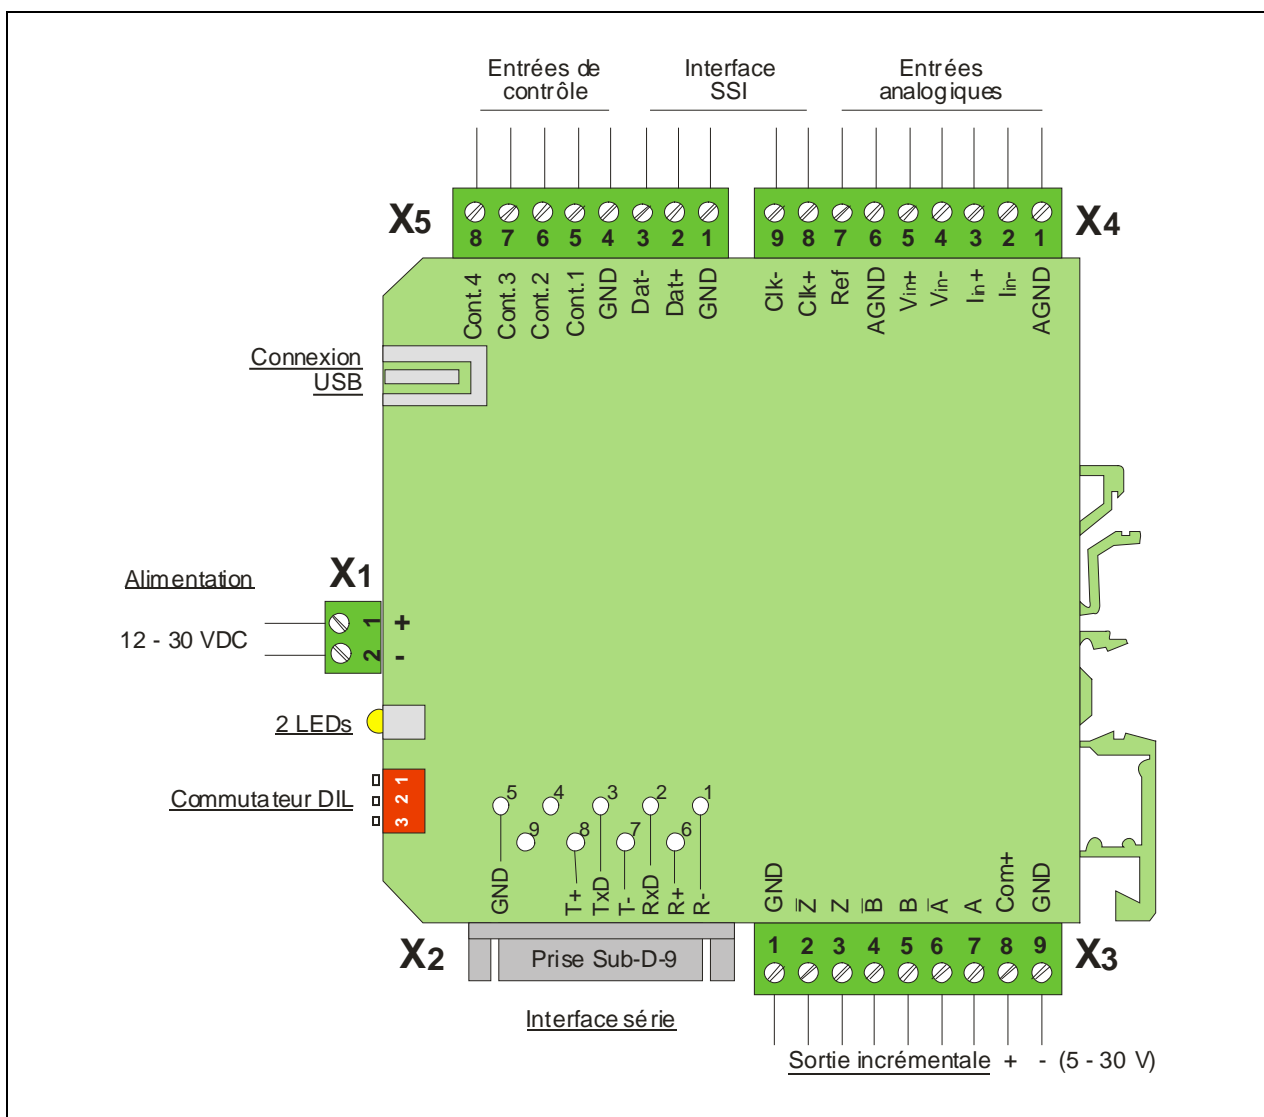 Entrées de
contrôle
Interface
SSI
Entrées
analogiques
X5
8 7 6 5 4 3 2 1
9 8 7 6 5 4 3 2 1
X4
Cont.4
Cont.3
Cont.2
Cont.1
GND
Dat-
Dat+
GND
Clk-
Clk+
Ref
AGND
Vin+
Vin-
Iin+
Iin-
AGND
Connexion
USB
Alimentation
X1
12 - 30 VDC
1 +
2 -
2 LEDs
Commutateur DIL
1
2
3
5 4 3 2 1
9 8 7 6
GND
T+
TxD
T-
RxD
R+
R-
GND
Z̅
Z
B̅
B
A̅
A
Com+
GND
X2
Prise Sub-D-9
1 2 3 4 5 6 7 8 9
X3
Interface série
Sortie incrémentale + - (5 - 30 V)